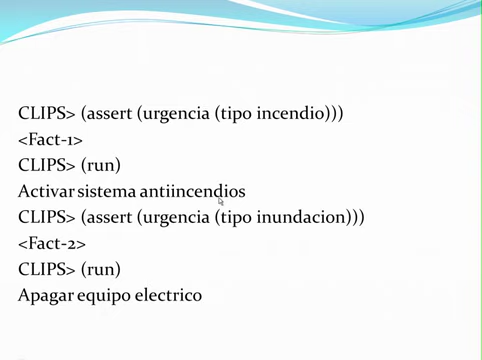 CLIPS> (assert (urgencia (tipo incendio)))
<Fact-1>
CLIPS> (run)
Activar sistema antiincendios
CLIPS> (assert (urgencia (tipo inundacion)))
<Fact-2>
CLIPS> (run)
Apagar equipo electrico